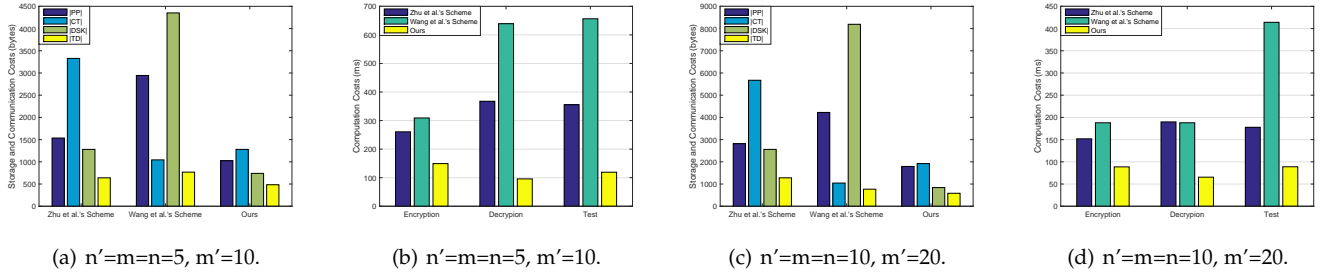 Storage and Communication Costs (bytes)
4500
4000
3500
3000
2500
2000
1500
1000
500
0
|PP|
|CT|
|DSK|
|TD|
Zhu et al.'s Scheme Wang et al.'s Scheme Ours
(a) n'=m=n=5, m'=10.
Computation Costs (ms)
700
600
500
400
300
200
100
0
Zhu et al.'s Scheme
Wang et al.'s Scheme
Ours
Encryption Decrypion Test
(b) n'=m=n=5, m'=10.
Storage and Communication Costs (bytes)
9000
8000
7000
6000
5000
4000
3000
2000
1000
0
|PP|
|CT|
|DSK|
|TD|
Zhu et al.'s Scheme Wang et al.'s Scheme Ours
(c) n'=m=n=10, m'=20.
Computation Costs (ms)
450
400
350
300
250
200
150
100
50
0
Zhu et al.'s Scheme
Wang et al.'s Scheme
Ours
Encryption Decrypion Test
(d) n'=m=n=10, m'=20.